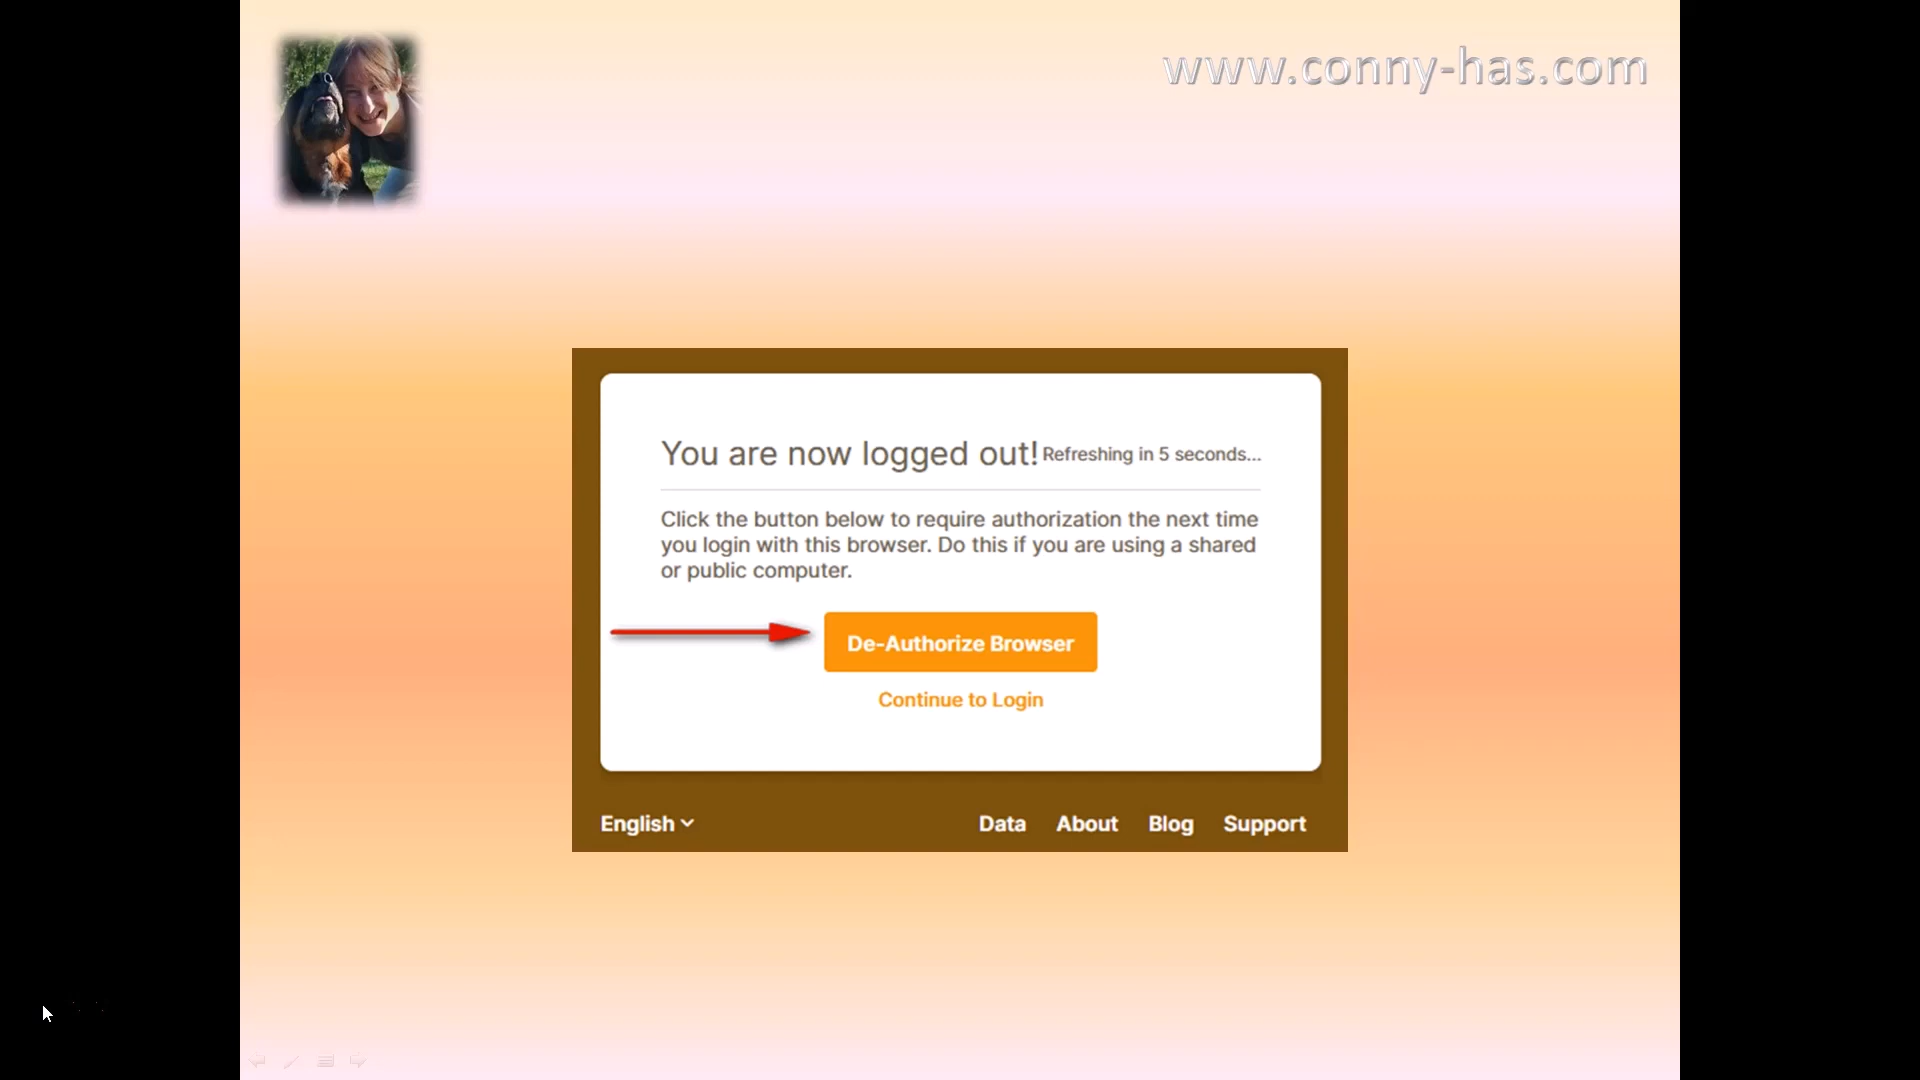 www.conny-has.com
You are now logged out! Refreshing in 5 seconds...
Click the button below to require authorization the next time
you login with this browser. Do this if you are using a shared
or public computer.
De-Authorize Browser
Continue to Login
English
Data About Blog Support